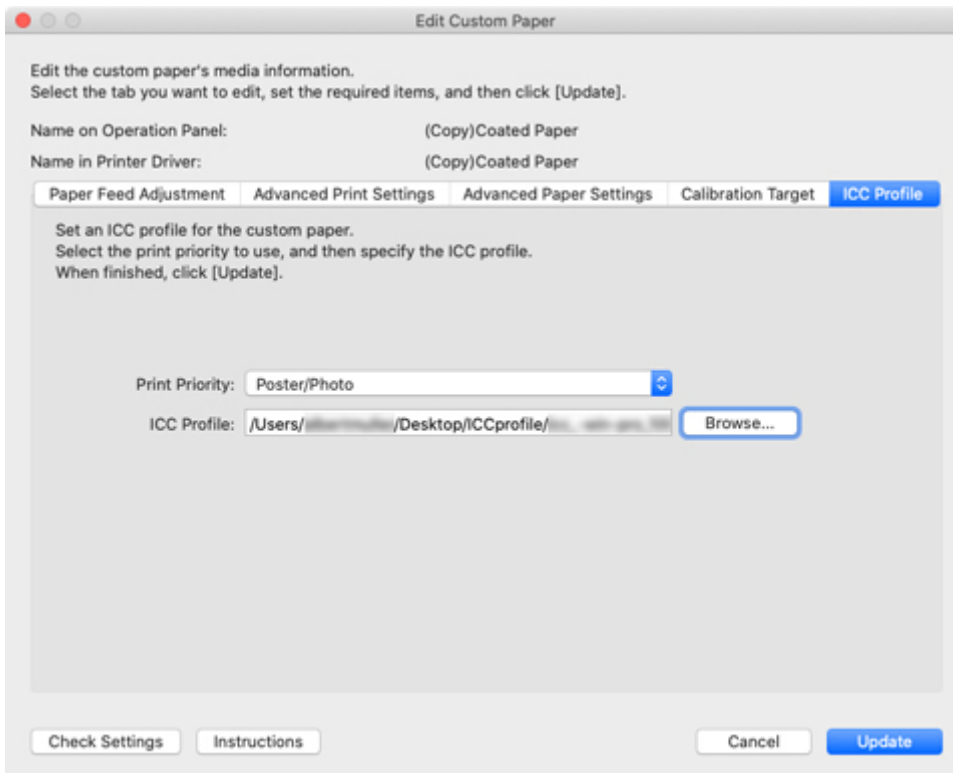 Edit Custom Paper
Edit the custom paper's media information.
Select the tab you want to edit, set the required items, and then click [Update].
Name on Operation Panel: (Copy)Coated Paper
Name in Printer Driver: (Copy)Coated Paper
Paper Feed Adjustment Advanced Print Settings Advanced Paper Settings Calibration Target ICC Profile
Set an ICC profile for the custom paper.
Select the print priority to use, and then specify the ICC profile.
When finished, click [Update].
Print Priority: Poster/Photo
ICC Profile: /Users/ /Desktop/ICCprofile/ Browse...
Check Settings Instructions Cancel Update